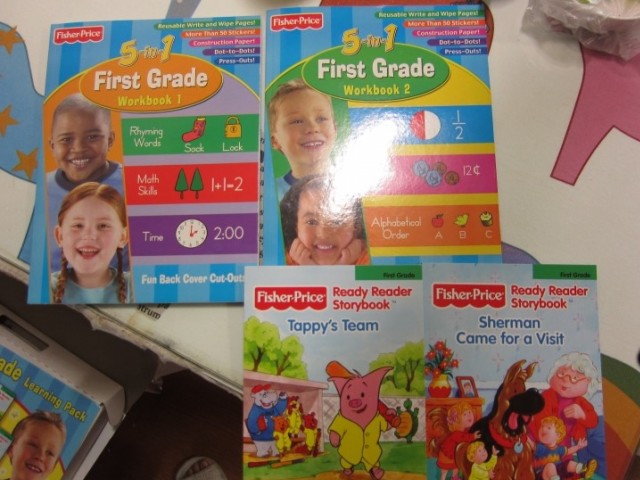 Fisher-Price
Reusable Write and Wipe Pages!
More Than 50 Stickers!
Construction Paper!
Dot-to-Dots!
Press-Outs!
5-in-1
First Grade
Workbook 1
Rhyming
Words
Sock Lock
Math
Skills
1+1=2
Time
2:00
Fun Back Cover Cut-Outs!
Fisher-Price
Reusable Write and Wipe Pages!
More Than 50 Stickers!
Construction Paper!
Dot-to-Dots!
Press-Outs!
5-in-1
First Grade
Workbook 2
1/2
12¢
Alphabetical
Order
A B C
First Grade
Fisher-Price
Ready Reader
Storybook™
Tappy's Team
First Grade
Fisher-Price
Ready Reader
Storybook™
Sherman
Came for a Visit
Learning Pack